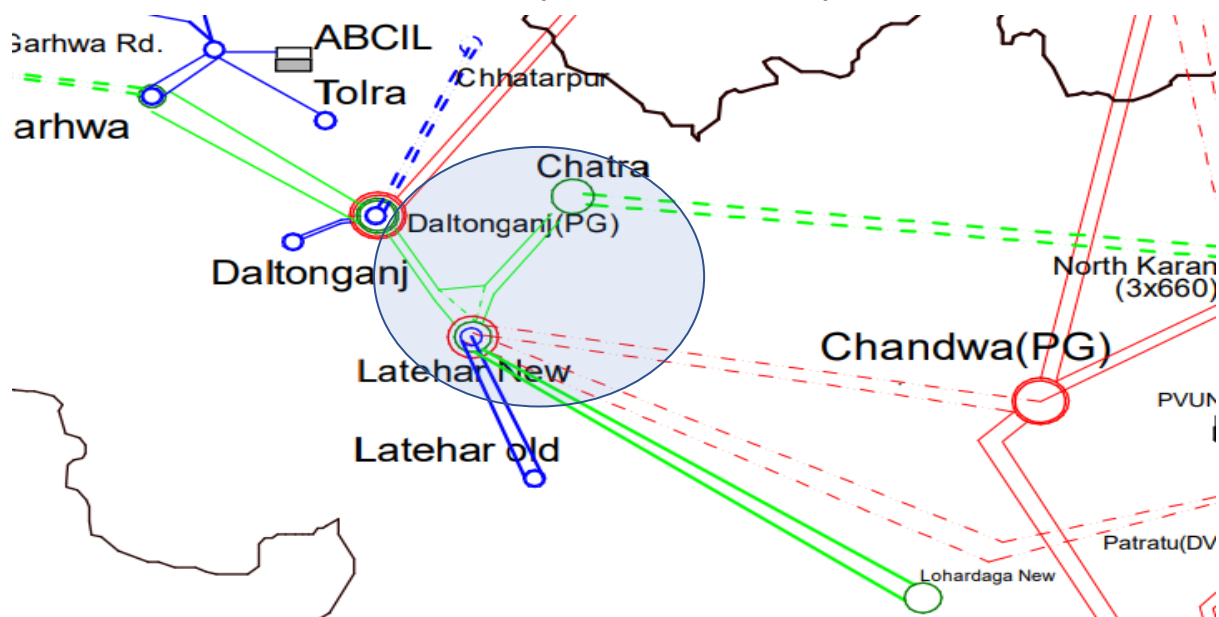 Garhwa Rd.
ABCIL
Chhatarpur
Tolra
arhwa
Chatra
Daltonganj(PG)
Daltonganj
North Karan
(3x660)
Chandwa(PG)
Latehar New
PVUN
Latehar old
Patratu(DV
Lohardaga New